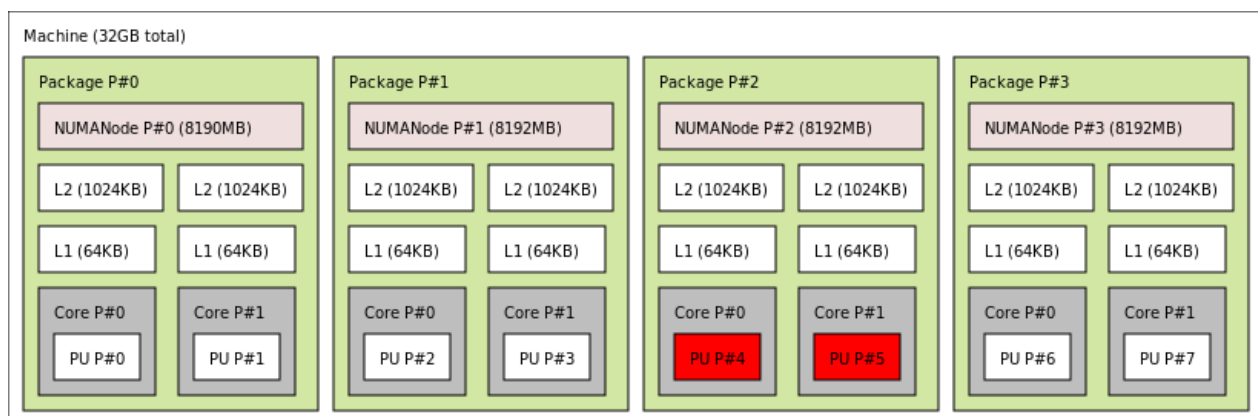 Machine (32GB total)
Package P#0
NUMANode P#0 (8190MB)
L2 (1024KB) L2 (1024KB)
L1 (64KB) L1 (64KB)
Core P#0 Core P#1
PU P#0 PU P#1
Package P#1
NUMANode P#1 (8192MB)
L2 (1024KB) L2 (1024KB)
L1 (64KB) L1 (64KB)
Core P#0 Core P#1
PU P#2 PU P#3
Package P#2
NUMANode P#2 (8192MB)
L2 (1024KB) L2 (1024KB)
L1 (64KB) L1 (64KB)
Core P#0 Core P#1
PU P#4 PU P#5
Package P#3
NUMANode P#3 (8192MB)
L2 (1024KB) L2 (1024KB)
L1 (64KB) L1 (64KB)
Core P#0 Core P#1
PU P#6 PU P#7